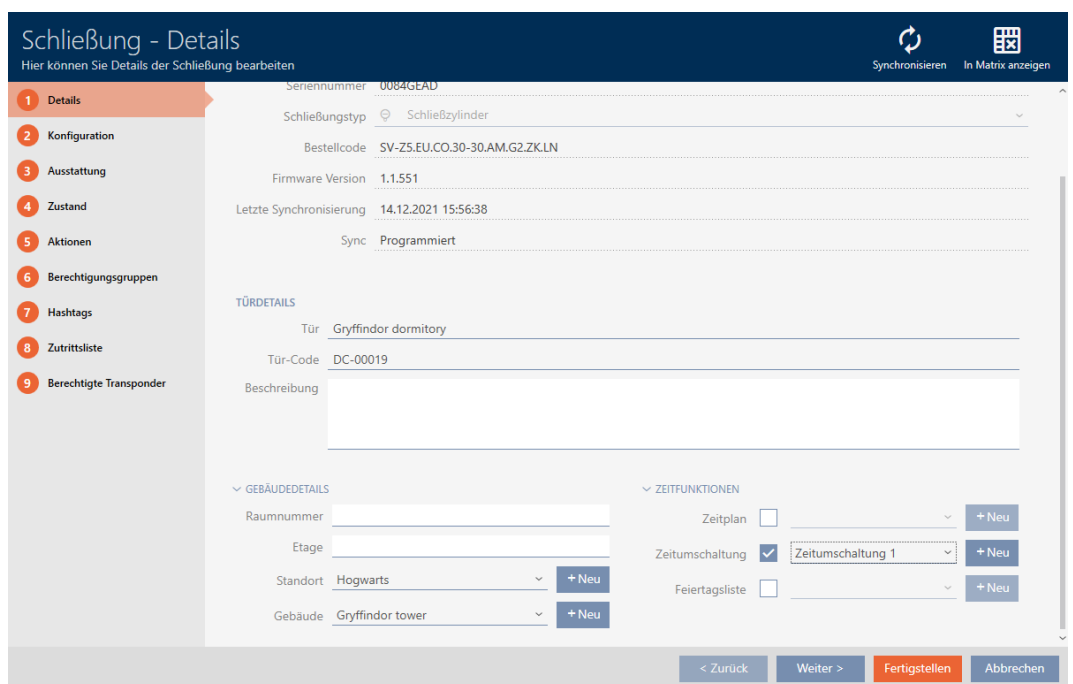 Schließung - Details
Hier können Sie Details der Schließung bearbeiten
Synchronisieren
In Matrix anzeigen
1 Details
2 Konfiguration
3 Ausstattung
4 Zustand
5 Aktionen
6 Berechtigungsgruppen
7 Hashtags
8 Zutrittsliste
9 Berechtigte Transponder
Seriennummer 0084GEAD
Schließungstyp Schließzylinder
Bestellcode SV-Z5.EU.CO.30-30.AM.G2.ZK.LN
Firmware Version 1.1.551
Letzte Synchronisierung 14.12.2021 15:56:38
Sync Programmiert
TÜRDETAILS
Tür Gryffindor dormitory
Tür-Code DC-00019
Beschreibung
GEBÄUDEDETAILS
Raumnummer
Etage
Standort Hogwarts + Neu
Gebäude Gryffindor tower + Neu
ZEITFUNKTIONEN
Zeitplan + Neu
Zeitumschaltung Zeitumschaltung 1 + Neu
Feiertagsliste + Neu
< Zurück
Weiter >
Fertigstellen
Abbrechen